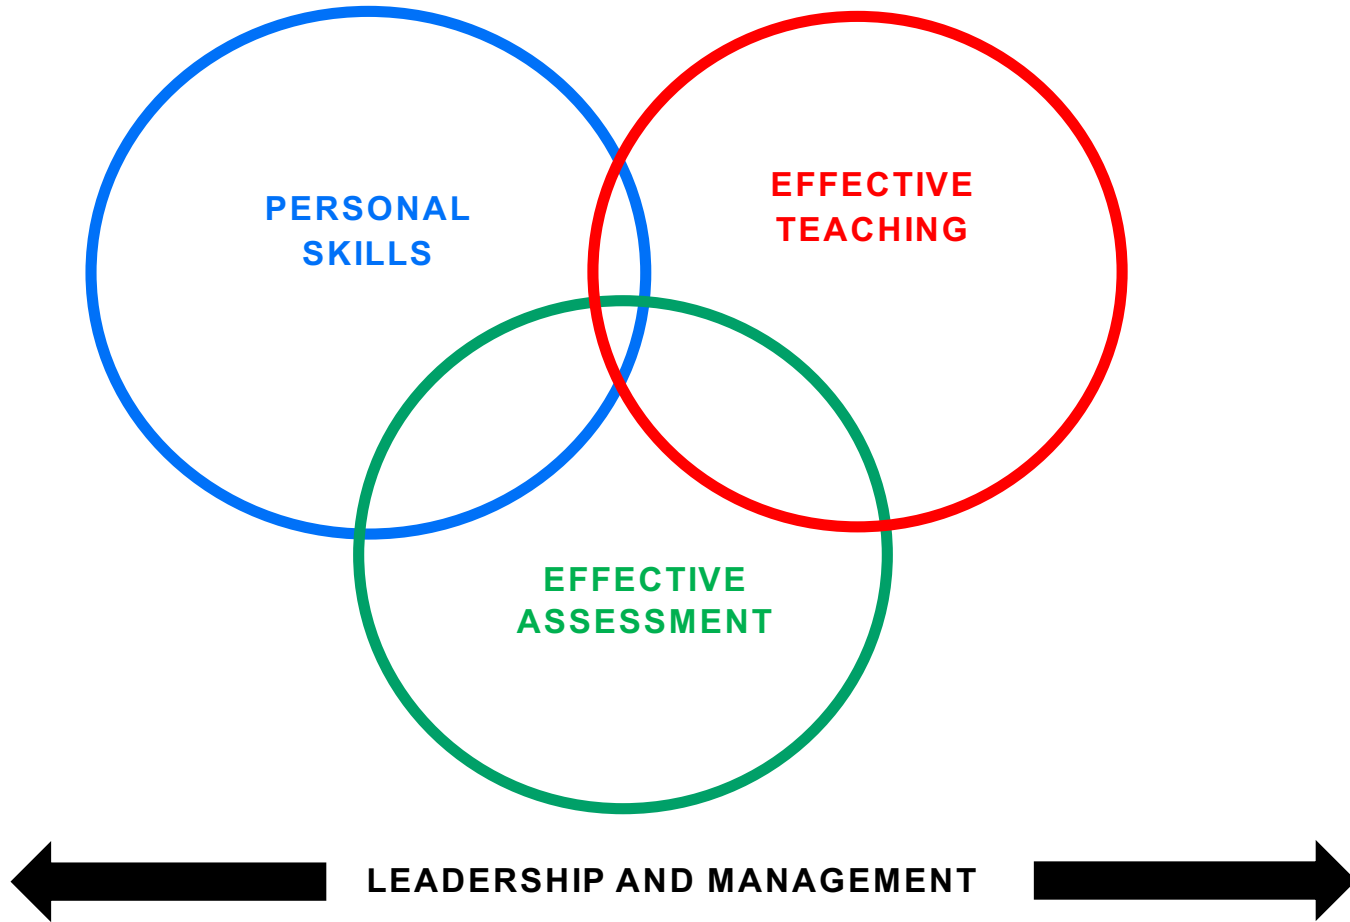 PERSONAL
SKILLS
EFFECTIVE
TEACHING
EFFECTIVE
ASSESSMENT
LEADERSHIP AND MANAGEMENT